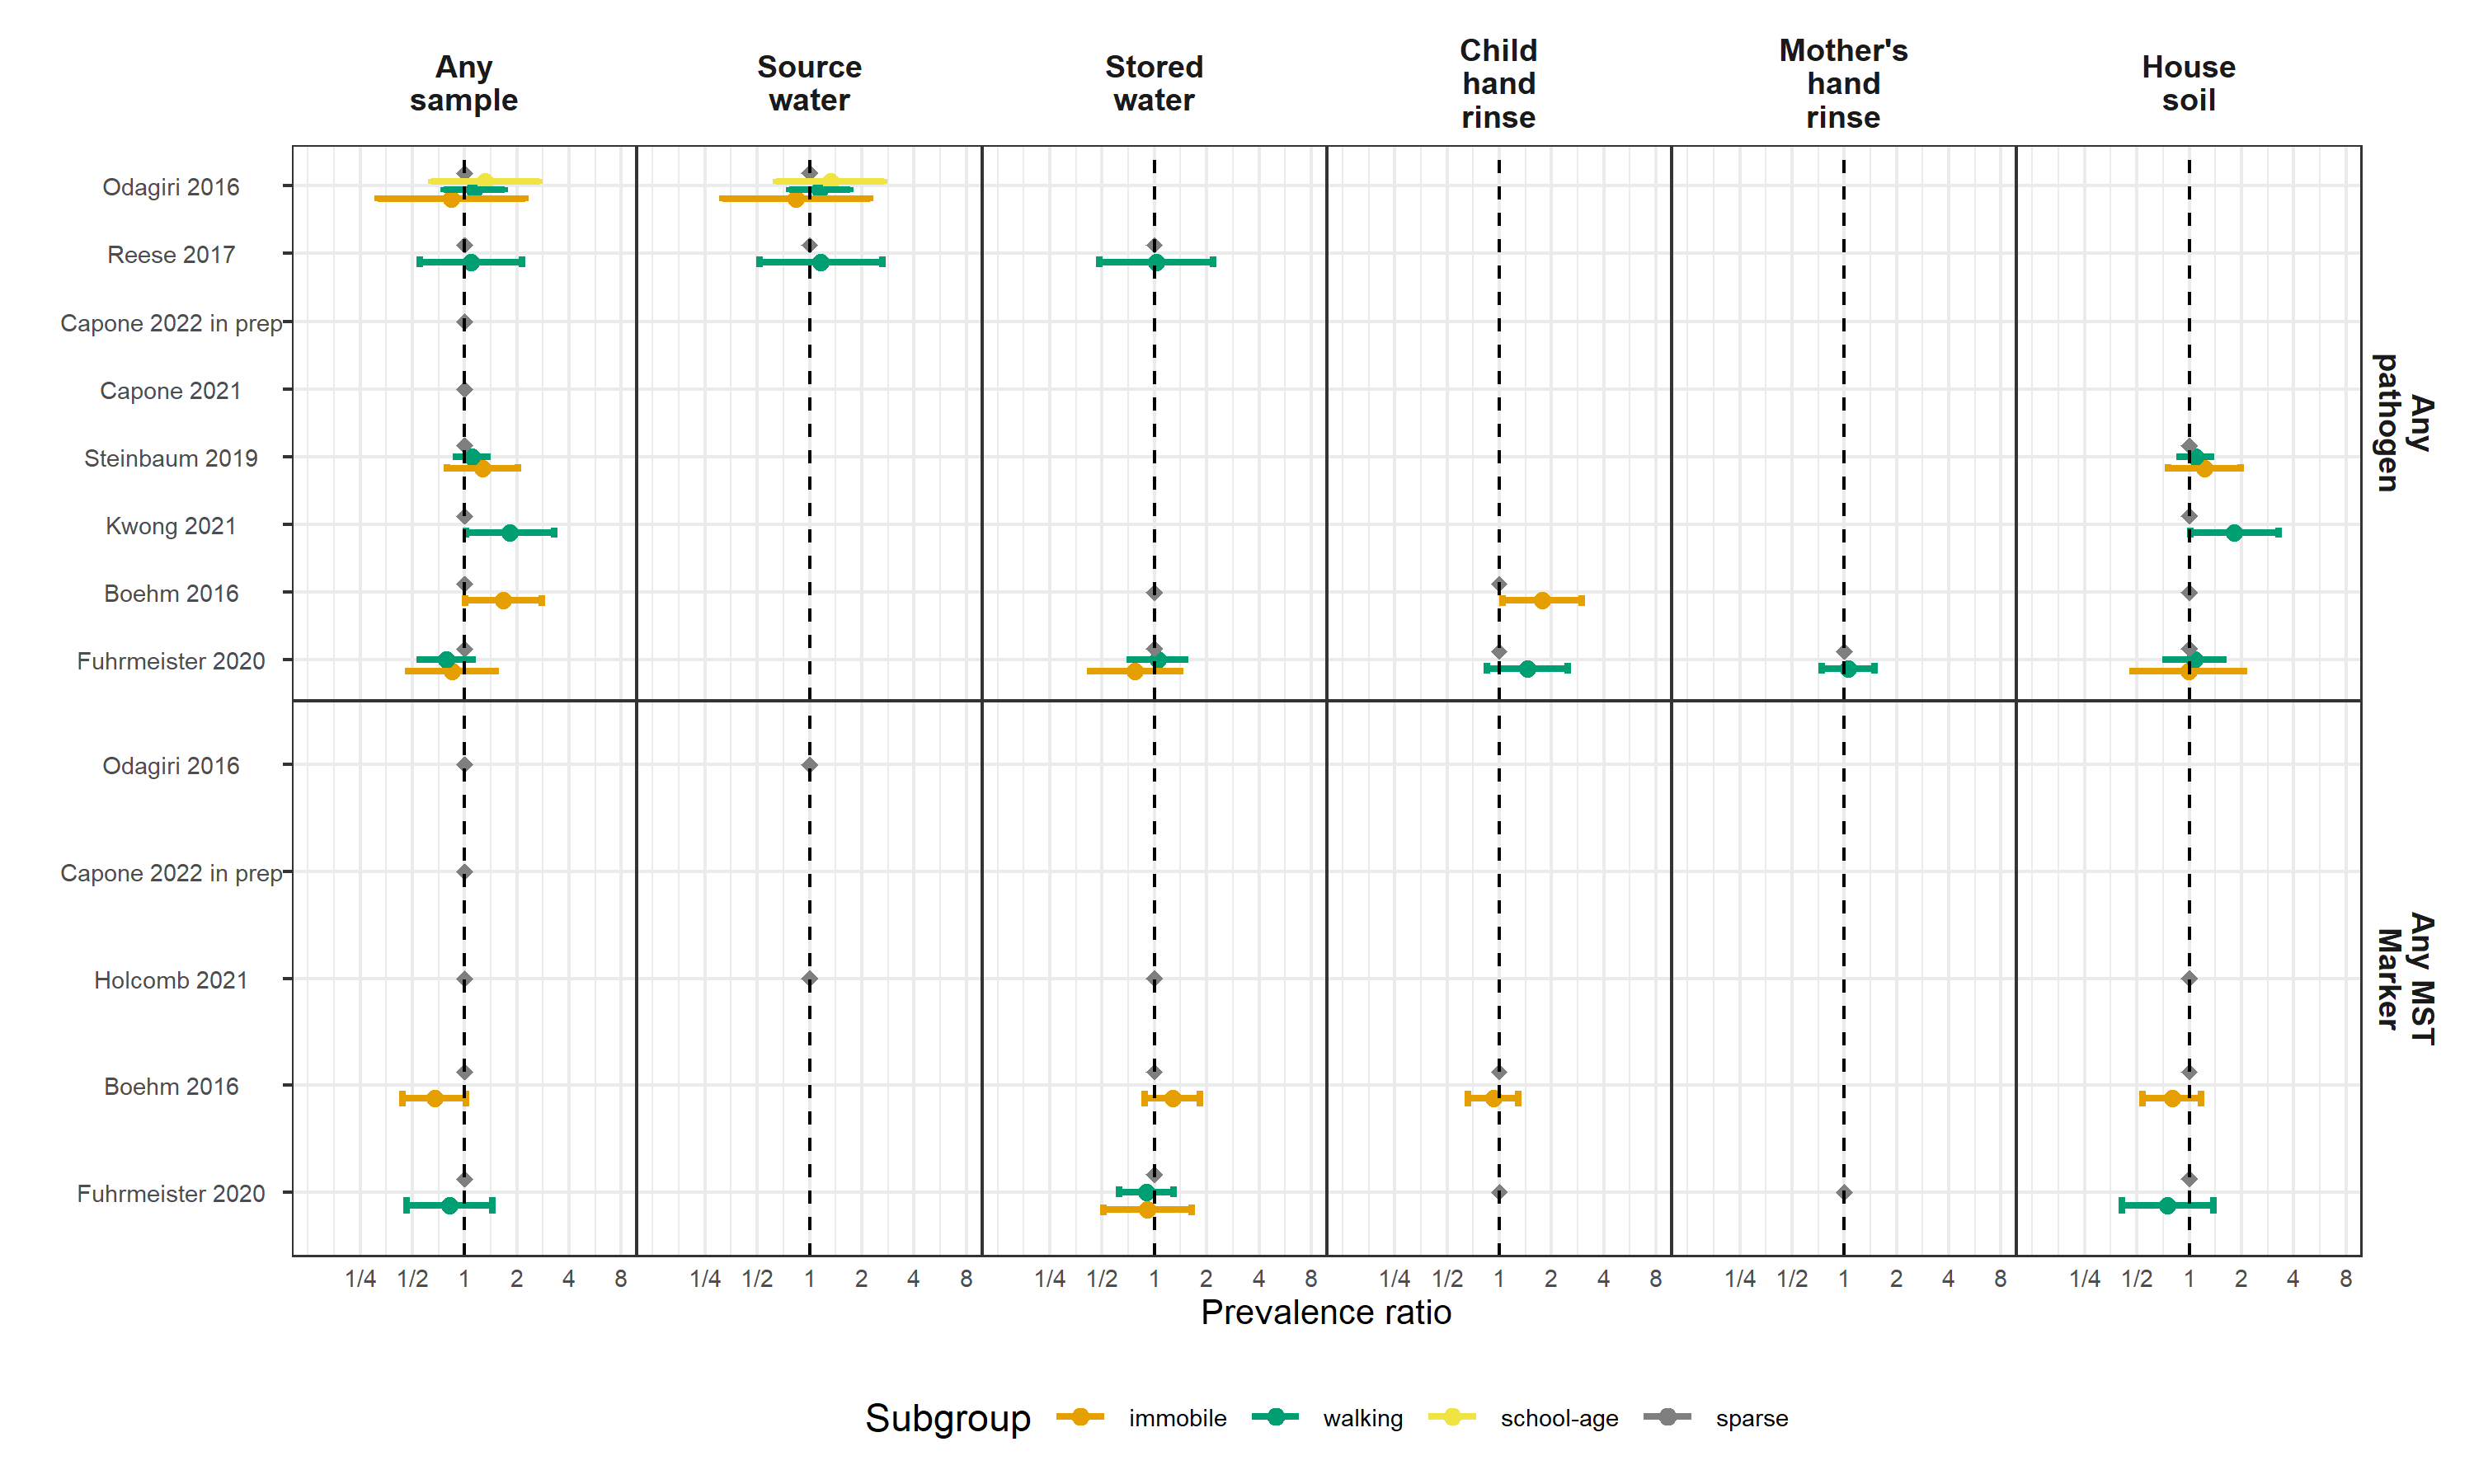 Any
sample
Source
water
Stored
water
Child
hand
rinse
Mother's
hand
rinse
House
soil
Odagiri 2016
Reese 2017
Capone 2022 in prep
Capone 2021
Steinbaum 2019
Kwong 2021
Boehm 2016
Fuhrmeister 2020
Any
pathogen
Odagiri 2016
Capone 2022 in prep
Holcomb 2021
Boehm 2016
Fuhrmeister 2020
Any MST
Marker
1/4 1/2 1 2 4 8 1/4 1/2 1 2 4 8 1/4 1/2 1 2 4 8 1/4 1/2 1 2 4 8 1/4 1/2 1 2 4 8 1/4 1/2 1 2 4 8
Prevalence ratio
Subgroup immobile walking school-age sparse